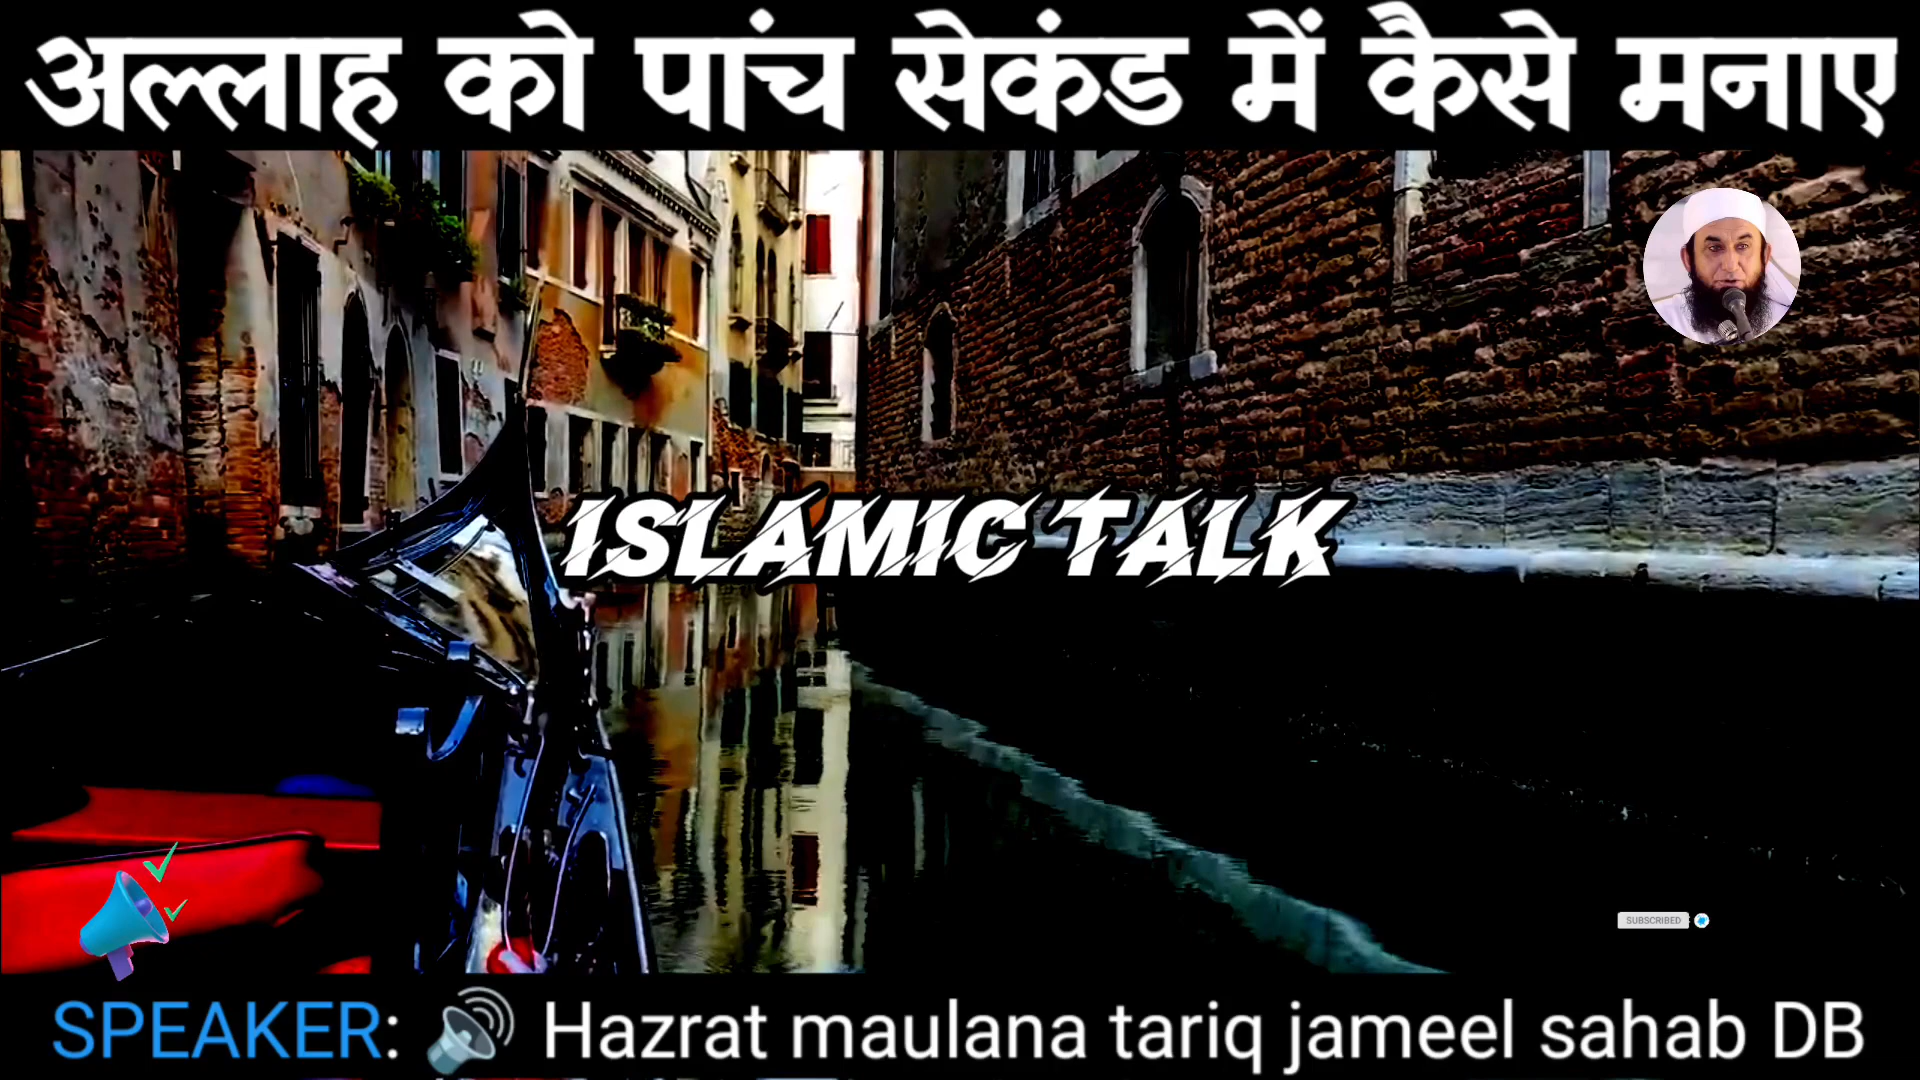 अल्लाह को पांच सेकंड में कैसे मनाए
ISLAMIC TALK
SUBSCRIBED
SPEAKER: Hazrat maulana tariq jameel sahab DB